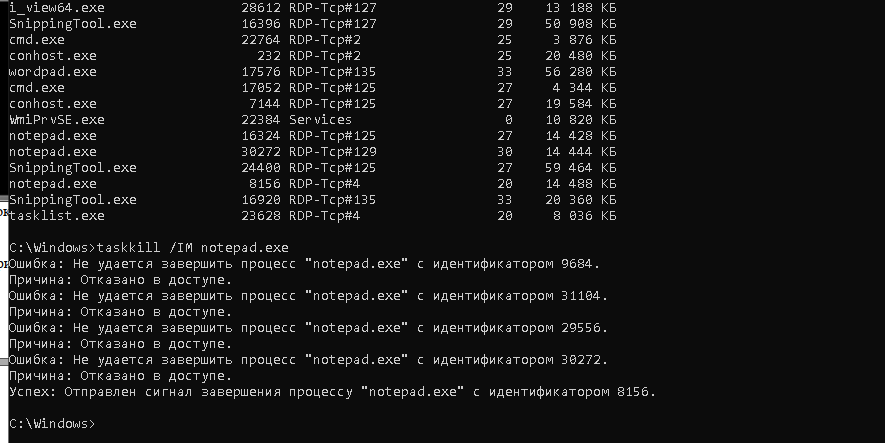 i_view64.exe 28612 RDP-Tcp#127 29 13 188 КБ
SnippingTool.exe 16396 RDP-Tcp#127 29 50 908 КБ
cmd.exe 22764 RDP-Tcp#2 25 3 876 КБ
conhost.exe 232 RDP-Tcp#2 25 20 480 КБ
wordpad.exe 17576 RDP-Tcp#135 33 56 280 КБ
cmd.exe 17052 RDP-Tcp#125 27 4 344 КБ
conhost.exe 7144 RDP-Tcp#125 27 19 584 КБ
WmiPrvSE.exe 22384 Services 0 10 820 КБ
notepad.exe 16324 RDP-Tcp#125 27 14 428 КБ
notepad.exe 30272 RDP-Tcp#129 30 14 444 КБ
SnippingTool.exe 24400 RDP-Tcp#125 27 59 464 КБ
notepad.exe 8156 RDP-Tcp#4 20 14 488 КБ
SnippingTool.exe 16920 RDP-Tcp#135 33 20 360 КБ
tasklist.exe 23628 RDP-Tcp#4 20 8 036 КБ
C:\Windows>taskkill /IM notepad.exe
Ошибка: Не удается завершить процесс "notepad.exe" с идентификатором 9684.
Причина: Отказано в доступе.
Ошибка: Не удается завершить процесс "notepad.exe" с идентификатором 31104.
Причина: Отказано в доступе.
Ошибка: Не удается завершить процесс "notepad.exe" с идентификатором 29556.
Причина: Отказано в доступе.
Ошибка: Не удается завершить процесс "notepad.exe" с идентификатором 30272.
Причина: Отказано в доступе.
Успех: Отправлен сигнал завершения процессу "notepad.exe" с идентификатором 8156.
C:\Windows>